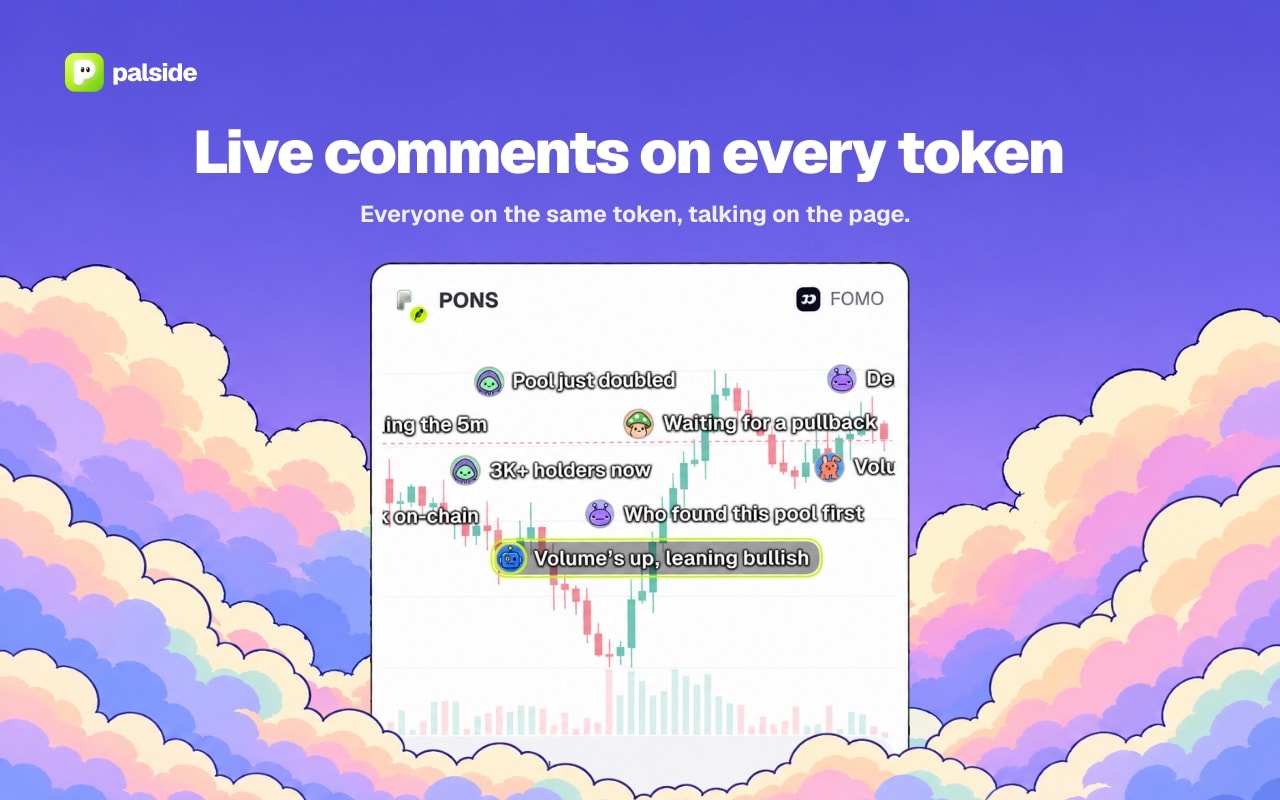 palside
Live comments on every token
Everyone on the same token, talking on the page.
PONS
FOMO
Pool just doubled
De
ing the 5m
Waiting for a pullback
3K+ holders now
Volu
on-chain
Who found this pool first
Volume's up, leaning bullish